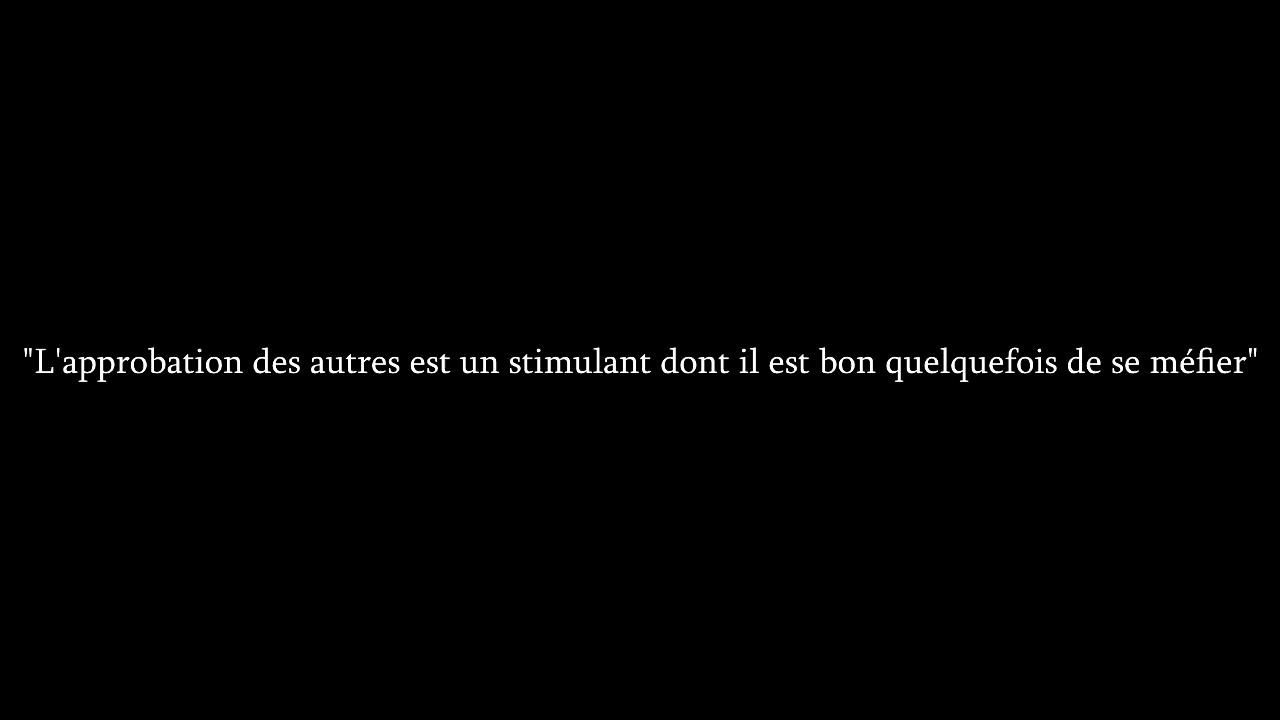 "L'approbation des autres est un stimulant dont il est bon quelquefois de se méfier"